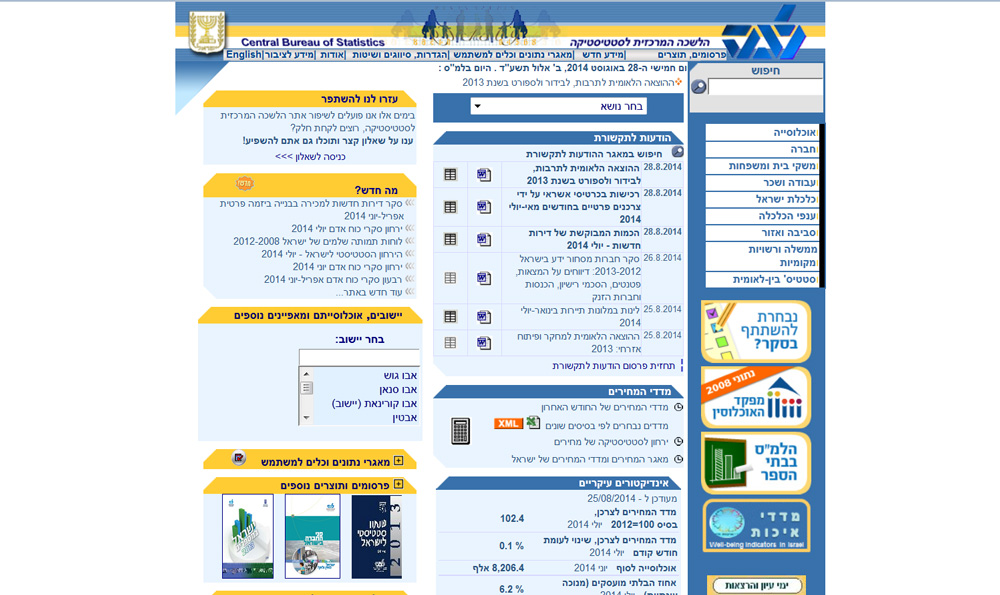 הלשכה המרכזית לסטטיסטיקה
Central Bureau of Statistics
פרסומים, תוצרים |מידע חדש |מאגרי נתונים וכלים למשתמש |הגדרות, סיווגים ושיטות |אודות |מידע לציבור |English
חיפוש
אוכלוסייה
חברה
משקי בית ומשפחות
עבודה ושכר
כלכלת ישראל
ענפי הכלכלה
סביבה ואזור
ממשלה ורשויות
מקומיות
סטטיס' בין-לאומית
נבחרת
להשתתף
בסקר?
נתוני 2008
מפקד
האוכלוסין
הלמ"ס
בבתי
הספר
מדדי
איכות
Well-being Indicators in Israel
ימי עיון והרצאות
יום חמישי ה-28 באוגוסט 2014, ב' אלול תשע"ד . היום בלמ"ס :
ההוצאה הלאומית לתרבות, לבידור ולספורט בשנת 2013
בחר נושא
הודעות לתקשורת
חיפוש במאגר ההודעות לתקשורת
28.8.2014 ההוצאה הלאומית לתרבות,
לבידור ולספורט בשנת 2013
28.8.2014 רכישות בכרטיסי אשראי על ידי
צרכנים פרטיים בחודשים מאי-יולי
2014
28.8.2014 הכמות המבוקשת של דירות
חדשות - יולי 2014
26.8.2014 סקר חברות מסחור ידע בישראל
2013-2012: דיווחים על המצאות,
פטנטים, הסכמי רישיון, הכנסות
וחברות הזנק
25.8.2014 לינות במלונות תיירות בינואר-יולי
2014
25.8.2014 ההוצאה הלאומית למחקר ופיתוח
אזרחי: 2013
תחזית פרסום הודעות לתקשורת
מדדי המחירים
מדדי המחירים של החודש האחרון
מדדים נבחרים לפי בסיסים שונים
XML
ירחון לסטטיסטיקה של מחירים
מאגר המחירים ומדדי המחירים של ישראל
אינדיקטורים עיקריים
מעודכן ל - 25/08/2014
מדד המחירים לצרכן,
בסיס 2012=100 יולי 2014
102.4
מדד המחירים לצרכן, שינוי לעומת
חודש קודם יולי 2014
0.1 %
אוכלוסייה לסוף יוני 2014
8,206.4 אלף
אחוז הבלתי מועסקים (מנוכה
6.2 %
עזרו לנו להשתפר
בימים אלו אנו פועלים לשיפור אתר הלשכה המרכזית
לסטטיסטיקה, רוצים לקחת חלק?
ענו על שאלון קצר ותוכלו גם אתם להשפיע!
כניסה לשאלון >>>
מה חדש?
סקר דירות חדשות למכירה בבנייה ביזמה פרטית
אפריל-יוני 2014
ירחון סקרי כוח אדם יולי 2014
לוחות תמותה שלמים של ישראל 2012-2008
הירחון הסטטיסטי לישראל - יולי 2014
ירחון סקרי כוח אדם יוני 2014
רבעון סקרי כוח אדם אפריל-יוני 2014
עוד חדש באתר...
יישובים, אוכלוסייתם ומאפיינים נוספים
בחר יישוב:
אבו גוש
אבו סנאן
אבו קורינאת (יישוב)
אבטין
מאגרי נתונים וכלים למשתמש
פרסומים ותוצרים נוספים
שנתון
סטטיסטי
לישראל
2013